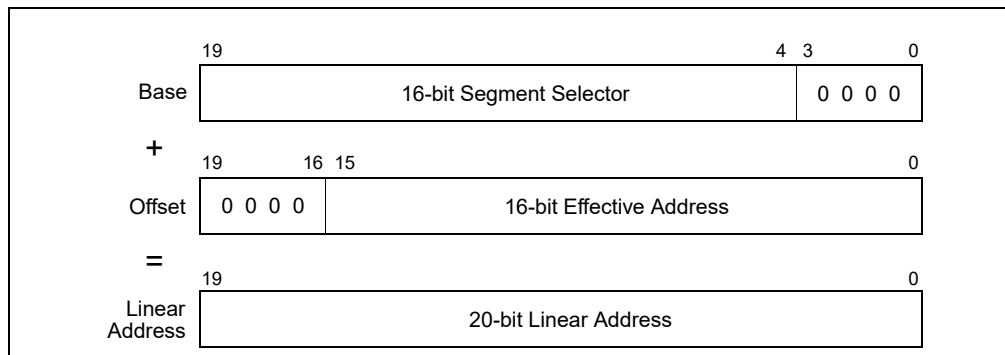 19 4 3 0
Base 16-bit Segment Selector 0 0 0 0
+
19 16 15 0
Offset 0 0 0 0 16-bit Effective Address
=
19 0
Linear
Address 20-bit Linear Address